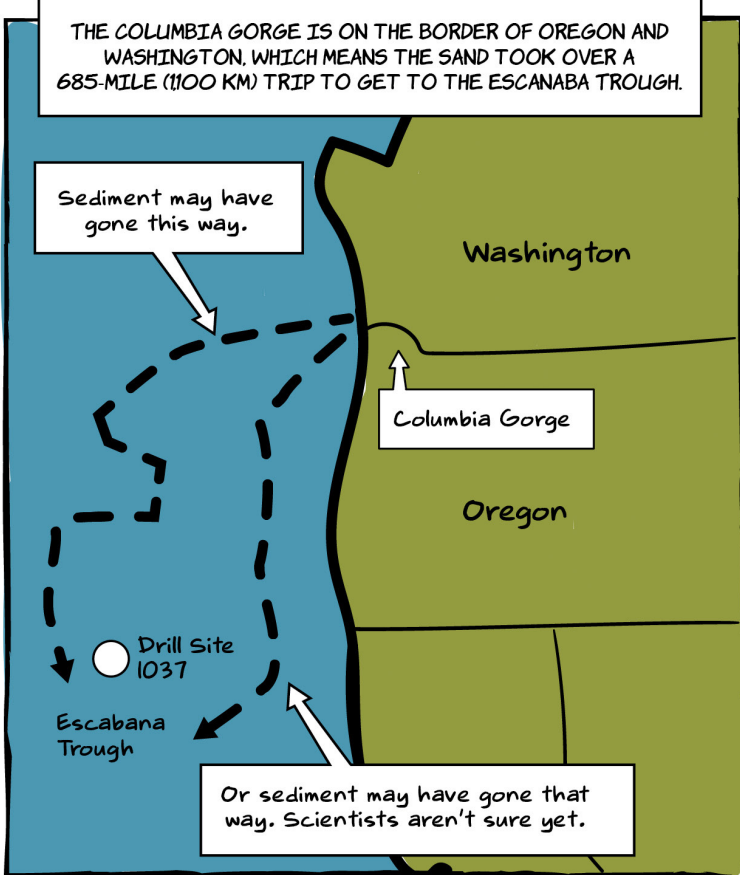 THE COLUMBIA GORGE IS ON THE BORDER OF OREGON AND
WASHINGTON, WHICH MEANS THE SAND TOOK OVER A
685-MILE (1,100 KM) TRIP TO GET TO THE ESCANABA TROUGH.
Sediment may have
gone this way.
Washington
Columbia Gorge
Oregon
Drill Site
1037
Escabana
Trough
Or sediment may have gone that
way. Scientists aren't sure yet.